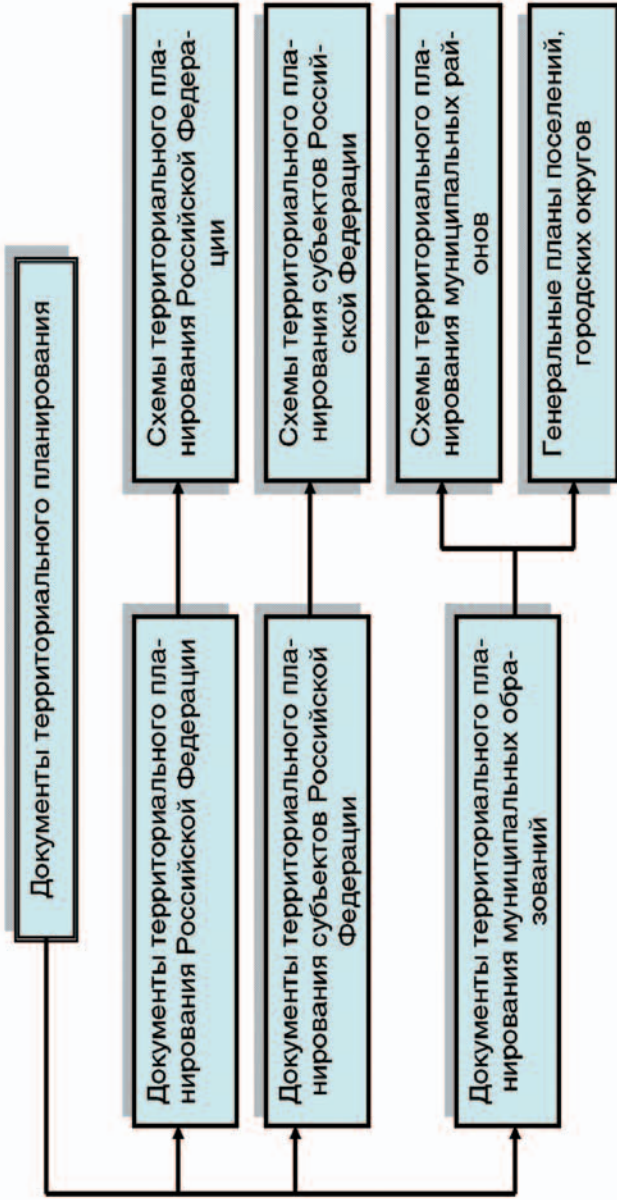 Документы территориального планирования
Документы территориального пла-
нирования Российской Федерации
Схемы территориального пла-
нирования Российской Федера-
ции
Документы территориального пла-
нирования субъектов Российской
Федерации
Схемы территориального пла-
нирования субъектов Россий-
ской Федерации
Документы территориального пла-
нирования муниципальных обра-
зований
Схемы территориального пла-
нирования муниципальных рай-
онов
Генеральные планы поселений,
городских округов